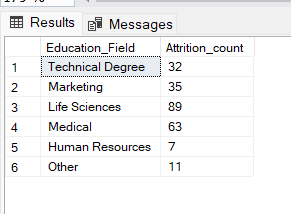 Results Messages
Education_Field Attrition_count
1 Technical Degree 32
2 Marketing 35
3 Life Sciences 89
4 Medical 63
5 Human Resources 7
6 Other 11